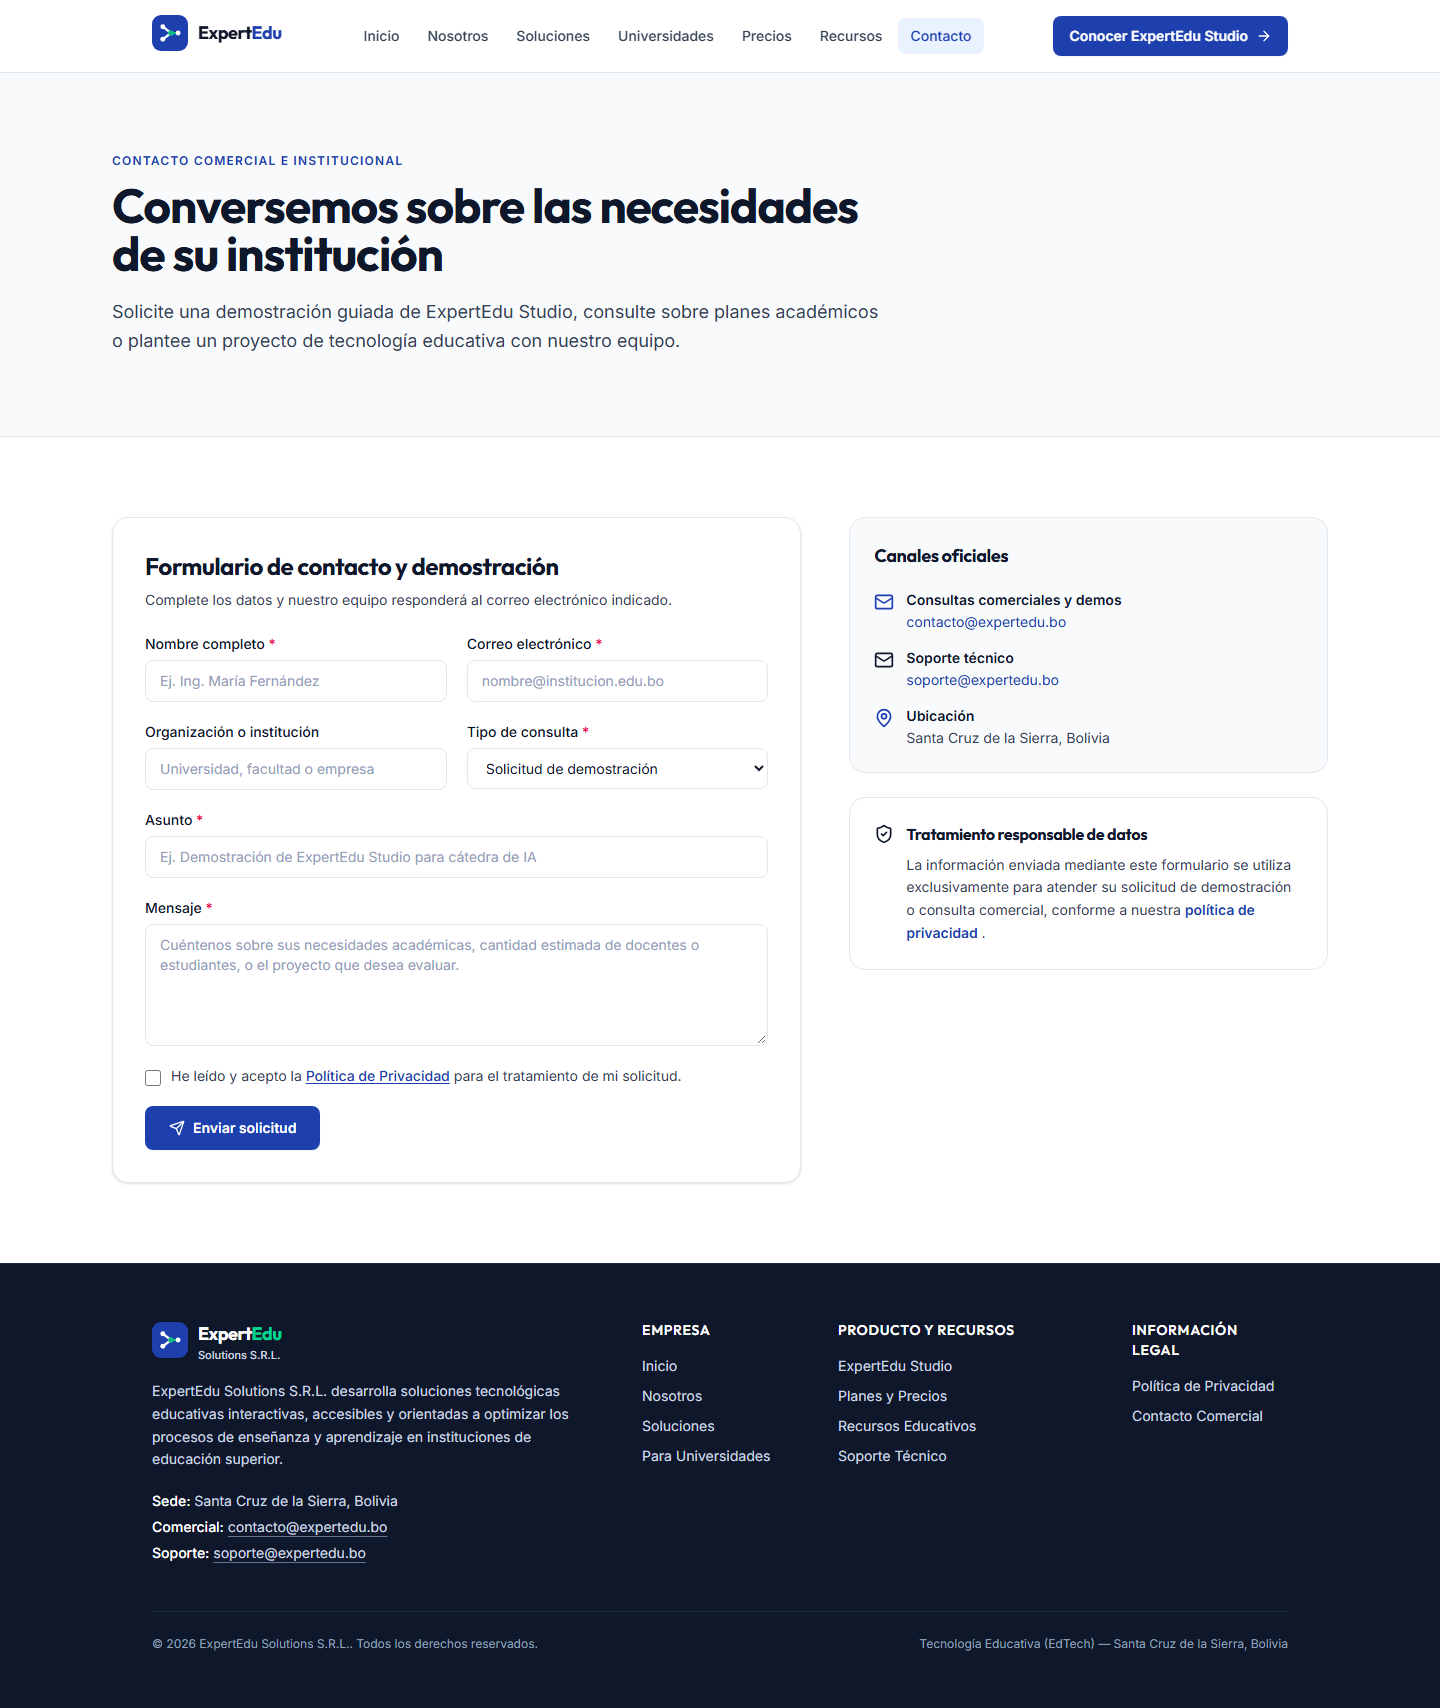 ExpertEdu
Inicio
Nosotros
Soluciones
Universidades
Precios
Recursos
Contacto
Conocer ExpertEdu Studio
CONTACTO COMERCIAL E INSTITUCIONAL
Conversemos sobre las necesidades
de su institución
Solicite una demostración guiada de ExpertEdu Studio, consulte sobre planes académicos
o plantee un proyecto de tecnología educativa con nuestro equipo.
Formulario de contacto y demostración
Complete los datos y nuestro equipo responderá al correo electrónico indicado.
Nombre completo *
Ej. Ing. María Fernández
Correo electrónico *
nombre@institucion.edu.bo
Organización o institución
Universidad, facultad o empresa
Tipo de consulta *
Solicitud de demostración
Asunto *
Ej. Demostración de ExpertEdu Studio para cátedra de IA
Mensaje *
Cuéntenos sobre sus necesidades académicas, cantidad estimada de docentes o
estudiantes, o el proyecto que desea evaluar.
He leído y acepto la Política de Privacidad para el tratamiento de mi solicitud.
Enviar solicitud
Canales oficiales
Consultas comerciales y demos
contacto@expertedu.bo
Soporte técnico
soporte@expertedu.bo
Ubicación
Santa Cruz de la Sierra, Bolivia
Tratamiento responsable de datos
La información enviada mediante este formulario se utiliza
exclusivamente para atender su solicitud de demostración
o consulta comercial, conforme a nuestra política de
privacidad .
ExpertEdu
Solutions S.R.L.
ExpertEdu Solutions S.R.L. desarrolla soluciones tecnológicas
educativas interactivas, accesibles y orientadas a optimizar los
procesos de enseñanza y aprendizaje en instituciones de
educación superior.
Sede: Santa Cruz de la Sierra, Bolivia
Comercial: contacto@expertedu.bo
Soporte: soporte@expertedu.bo
EMPRESA
Inicio
Nosotros
Soluciones
Para Universidades
PRODUCTO Y RECURSOS
ExpertEdu Studio
Planes y Precios
Recursos Educativos
Soporte Técnico
INFORMACIÓN
LEGAL
Política de Privacidad
Contacto Comercial
© 2026 ExpertEdu Solutions S.R.L.. Todos los derechos reservados.
Tecnología Educativa (EdTech) — Santa Cruz de la Sierra, Bolivia